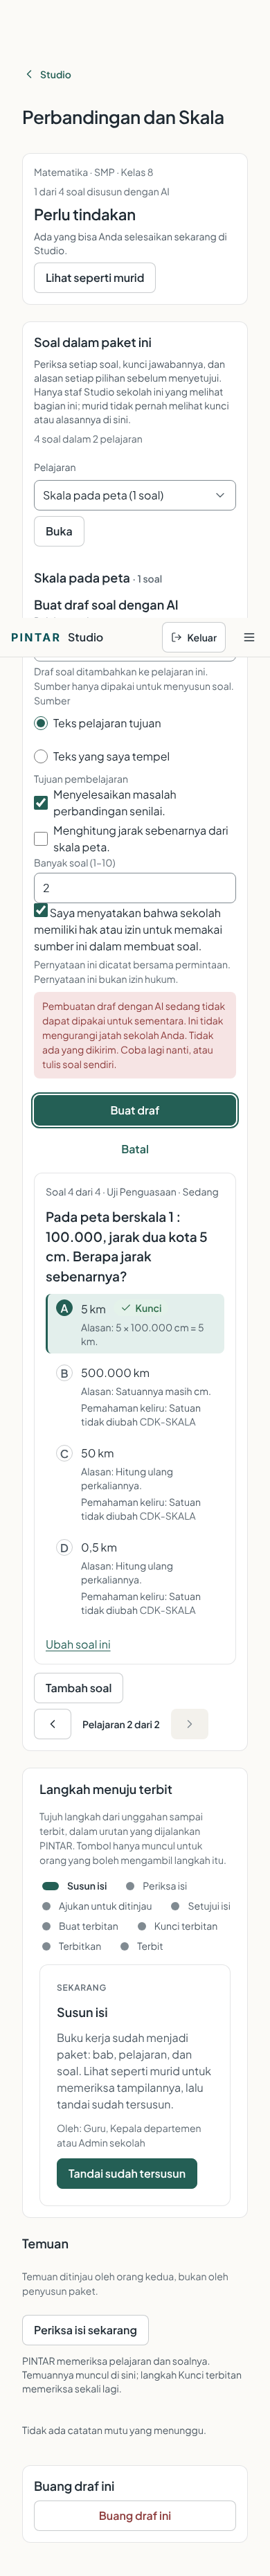 Studio
Perbandingan dan Skala
Matematika · SMP · Kelas 8
1 dari 4 soal disusun dengan AI
Perlu tindakan
Ada yang bisa Anda selesaikan sekarang di
Studio.
Lihat seperti murid
Soal dalam paket ini
Periksa setiap soal, kunci jawabannya, dan
alasan setiap pilihan sebelum menyetujui.
Hanya staf Studio sekolah ini yang melihat
bagian ini; murid tidak pernah melihat kunci
atau alasannya di sini.
4 soal dalam 2 pelajaran
Pelajaran
Skala pada peta (1 soal)
Buka
Skala pada peta · 1 soal
Buat draf soal dengan AI
PINTAR Studio
Keluar
Draf soal ditambahkan ke pelajaran ini.
Sumber hanya dipakai untuk menyusun soal.
Sumber
Teks pelajaran tujuan
Teks yang saya tempel
Tujuan pembelajaran
Menyelesaikan masalah
perbandingan senilai.
Menghitung jarak sebenarnya dari
skala peta.
Banyak soal (1–10)
2
Saya menyatakan bahwa sekolah
memiliki hak atau izin untuk memakai
sumber ini dalam membuat soal.
Pernyataan ini dicatat bersama permintaan.
Pernyataan ini bukan izin hukum.
Pembuatan draf dengan AI sedang tidak
dapat dipakai untuk sementara. Ini tidak
mengurangi jatah sekolah Anda. Tidak
ada yang dikirim. Coba lagi nanti, atau
tulis soal sendiri.
Buat draf
Batal
Soal 4 dari 4 · Uji Penguasaan · Sedang
Pada peta berskala 1 :
100.000, jarak dua kota 5
cm. Berapa jarak
sebenarnya?
A 5 km Kunci
Alasan: 5 × 100.000 cm = 5
km.
B 500.000 km
Alasan: Satuannya masih cm.
Pemahaman keliru: Satuan
tidak diubah CDK-SKALA
C 50 km
Alasan: Hitung ulang
perkaliannya.
Pemahaman keliru: Satuan
tidak diubah CDK-SKALA
D 0,5 km
Alasan: Hitung ulang
perkaliannya.
Pemahaman keliru: Satuan
tidak diubah CDK-SKALA
Ubah soal ini
Tambah soal
Pelajaran 2 dari 2
Langkah menuju terbit
Tujuh langkah dari unggahan sampai
terbit, dalam urutan yang dijalankan
PINTAR. Tombol hanya muncul untuk
orang yang boleh mengambil langkah itu.
Susun isi Periksa isi
Ajukan untuk ditinjau Setujui isi
Buat terbitan Kunci terbitan
Terbitkan Terbit
SEKARANG
Susun isi
Buku kerja sudah menjadi
paket: bab, pelajaran, dan
soal. Lihat seperti murid untuk
memeriksa tampilannya, lalu
tandai sudah tersusun.
Oleh: Guru, Kepala departemen
atau Admin sekolah
Tandai sudah tersusun
Temuan
Temuan ditinjau oleh orang kedua, bukan oleh
penyusun paket.
Periksa isi sekarang
PINTAR memeriksa pelajaran dan soalnya.
Temuannya muncul di sini; langkah Kunci terbitan
memeriksa sekali lagi.
Tidak ada catatan mutu yang menunggu.
Buang draf ini
Buang draf ini